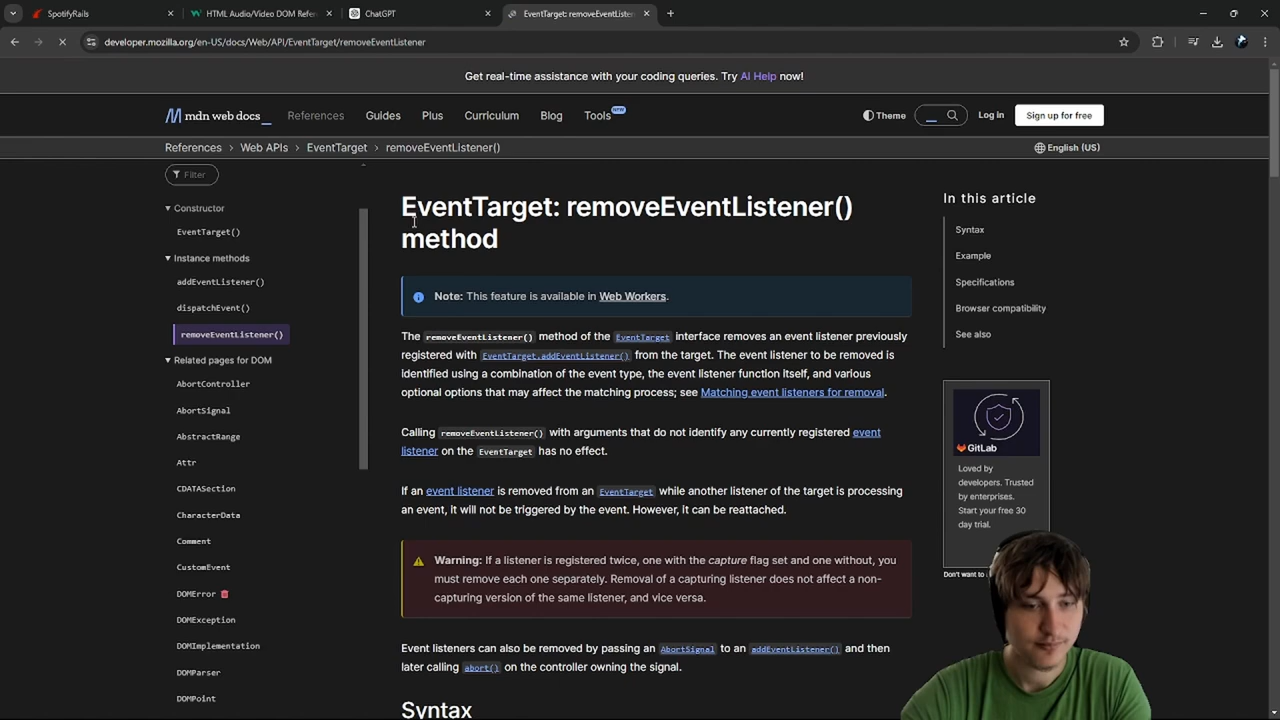 SpotifyRails
HTML Audio/Video DOM Refer
ChatGPT
EventTarget: removeEventListen
developer.mozilla.org/en-US/docs/Web/API/EventTarget/removeEventListener
Get real-time assistance with your coding queries. Try AI Help now!
mdn web docs_
References
Guides
Plus
Curriculum
Blog
Tools NEW
Theme
Log in
Sign up for free
References › Web APIs › EventTarget › removeEventListener()
English (US)
Filter
Constructor
EventTarget()
Instance methods
addEventListener()
dispatchEvent()
removeEventListener()
Related pages for DOM
AbortController
AbortSignal
AbstractRange
Attr
CDATASection
CharacterData
Comment
CustomEvent
DOMError
DOMException
DOMImplementation
DOMParser
DOMPoint
EventTarget: removeEventListener()
method
Note: This feature is available in Web Workers.
The removeEventListener() method of the EventTarget interface removes an event listener previously
registered with EventTarget.addEventListener() from the target. The event listener to be removed is
identified using a combination of the event type, the event listener function itself, and various
optional options that may affect the matching process; see Matching event listeners for removal.
Calling removeEventListener() with arguments that do not identify any currently registered event
listener on the EventTarget has no effect.
If an event listener is removed from an EventTarget while another listener of the target is processing
an event, it will not be triggered by the event. However, it can be reattached.
Warning: If a listener is registered twice, one with the capture flag set and one without, you
must remove each one separately. Removal of a capturing listener does not affect a non-
capturing version of the same listener, and vice versa.
Event listeners can also be removed by passing an AbortSignal to an addEventListener() and then
later calling abort() on the controller owning the signal.
Syntax
In this article
Syntax
Example
Specifications
Browser compatibility
See also
GitLab
Loved by
developers. Trusted
by enterprises.
Start your free 30
day trial.
Don't want to